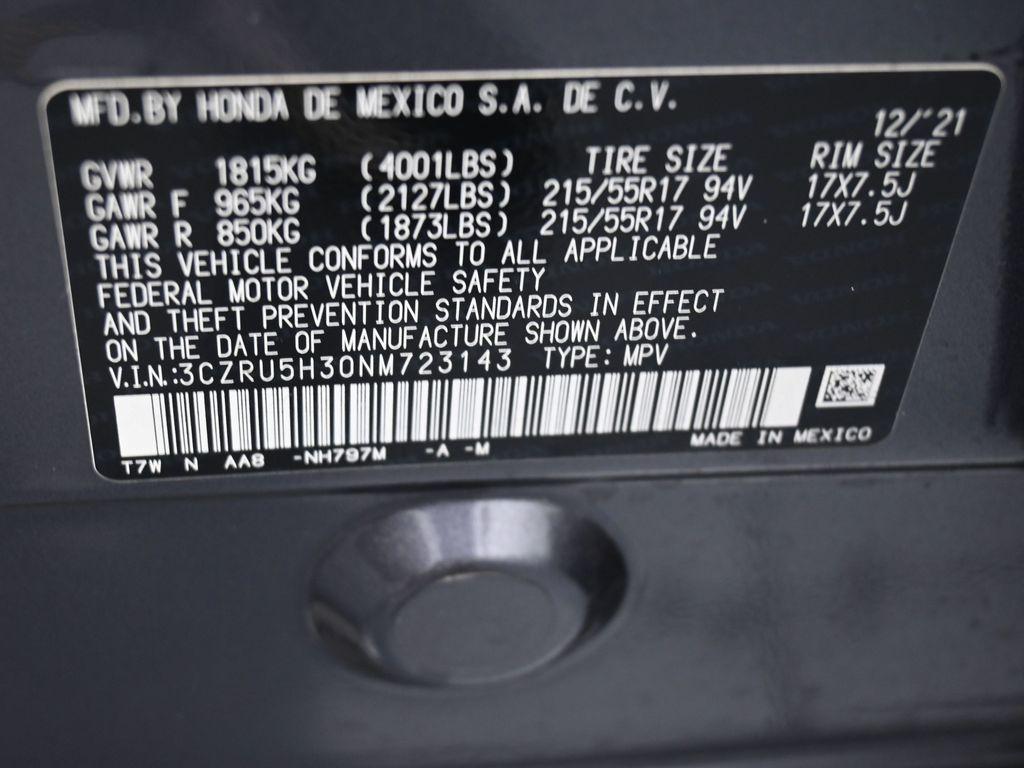 MFD.BY HONDA DE MEXICO S.A. DE C.V.
12/'21
GVWR 1815KG (4001LBS) TIRE SIZE RIM SIZE
GAWR F 965KG (2127LBS) 215/55R17 94V 17X7.5J
GAWR R 850KG (1873LBS) 215/55R17 94V 17X7.5J
THIS VEHICLE CONFORMS TO ALL APPLICABLE
FEDERAL MOTOR VEHICLE SAFETY
AND THEFT PREVENTION STANDARDS IN EFFECT
ON THE DATE OF MANUFACTURE SHOWN ABOVE.
V.I.N.:3CZRU5H30NM723143 TYPE: MPV
MADE IN MEXICO
T7W N AA8 -NH797M -A -M